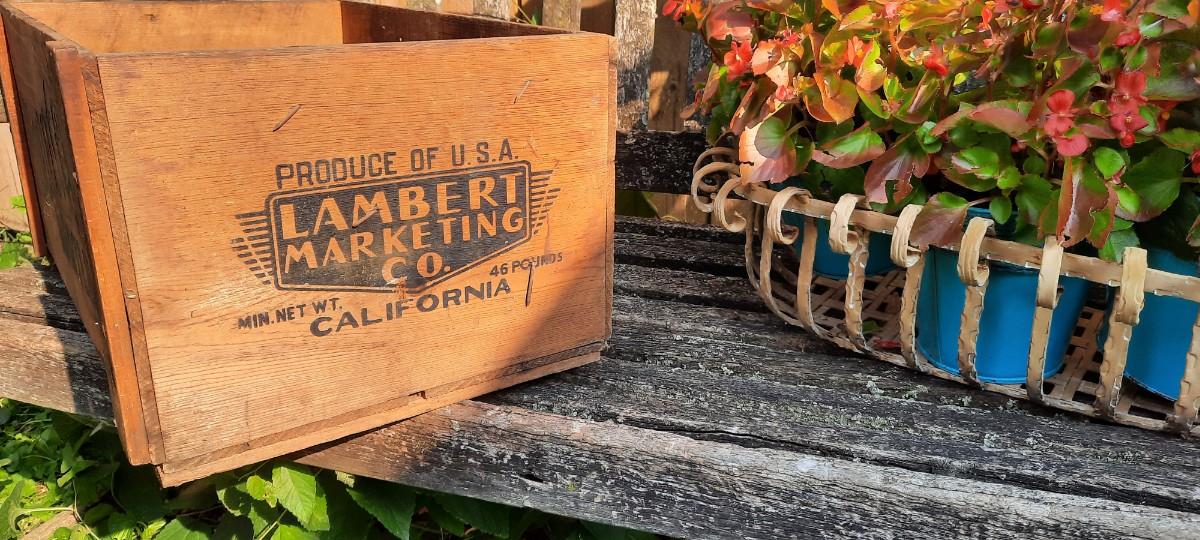 PRODUCE OF U.S.A.
LAMBERT
MARKETING
CO.
MIN. NET WT. 46 POUNDS
CALIFORNIA